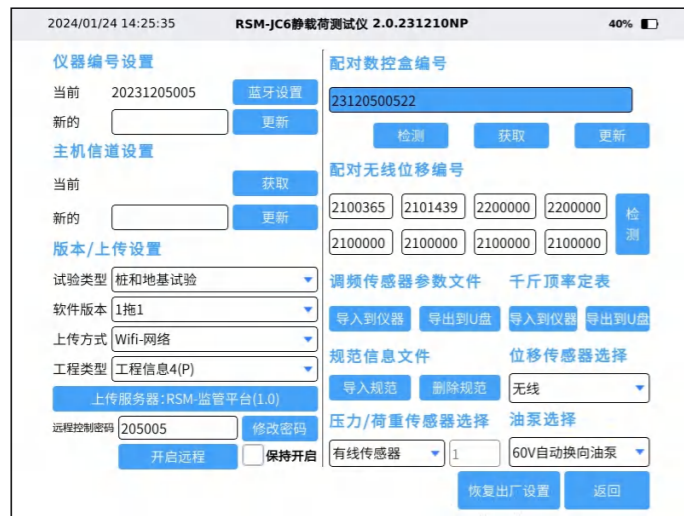 2024/01/24 14:25:35 RSM-JC6静载荷测试仪 2.0.231210NP 40%
仪器编号设置
当前 20231205005 蓝牙设置
新的 更新
主机信道设置
当前 获取
新的 更新
版本/上传设置
试验类型 桩和地基试验
软件版本 1拖1
上传方式 Wifi-网络
工程类型 工程信息4(P)
上传服务器:RSM-监管平台(1.0)
远程控制密码 205005 修改密码
开启远程 保持开启
配对数控盒编号
23120500522
检测 获取 更新
配对无线位移编号
2100365 2101439 2200000 2200000
2100000 2100000 2100000 2100000
检测
调频传感器参数文件 千斤顶率定表
导入到仪器 导出到U盘 导入到仪器 导出到U盘
规范信息文件 位移传感器选择
导入规范 删除规范 无线
压力/荷重传感器选择 油泵选择
有线传感器 1 60V自动换向油泵
恢复出厂设置 返回